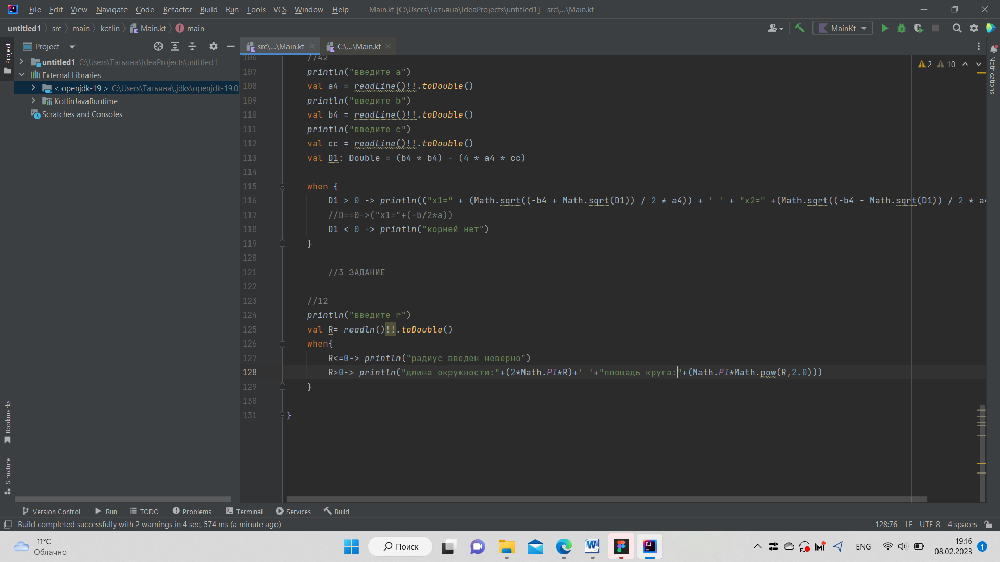 File Edit View Navigate Code Refactor Build Run Tools VCS Window Help Main.kt [C:\Users\Татьяна\IdeaProjects\untitled1] - src\...\Main.kt
untitled1 src main kotlin Main.kt main MainKt
Project src\...\Main.kt C:\...\Main.kt
Project
untitled1 C:\Users\Татьяна\IdeaProjects\untitled1
External Libraries
< openjdk-19 > C:\Users\Татьяна\.jdks\openjdk-19.0.
KotlinJavaRuntime
Scratches and Consoles
2 10
Notifications
106 //42
107 println("введите a")
108 val a4 = readLine()!!.toDouble()
109 println("введите b")
110 val b4 = readLine()!!.toDouble()
111 println("введите c")
112 val cc = readLine()!!.toDouble()
113 val D1: Double = (b4 * b4) - (4 * a4 * cc)
114
115 when {
116 D1 > 0 -> println(("x1=" + (Math.sqrt((-b4 + Math.sqrt(D1)) / 2 * a4)) + ' ' + "x2=" +(Math.sqrt((-b4 - Math.sqrt(D1)) / 2 * a4
117 //D==0->("x1="+(-b/2*a))
118 D1 < 0 -> println("корней нет")
119 }
120
121 //3 ЗАДАНИЕ
122
123 //12
124 println("введите r")
125 val R= readln()!!.toDouble()
126 when{
127 R<=0-> println("радиус введен неверно")
128 R>0-> println("длина окружности:"+(2*Math.PI*R)+' '+"площадь круга:"+(Math.PI*Math.pow(R,2.0)))
129 }
130
131 }
Bookmarks
Structure
Version Control Run TODO Problems Terminal Services Build
Build completed successfully with 2 warnings in 4 sec, 574 ms (a minute ago) 128:76 LF UTF-8 4 spaces
-11°C
Облачно
Поиск
ENG
19:16
08.02.2023
1